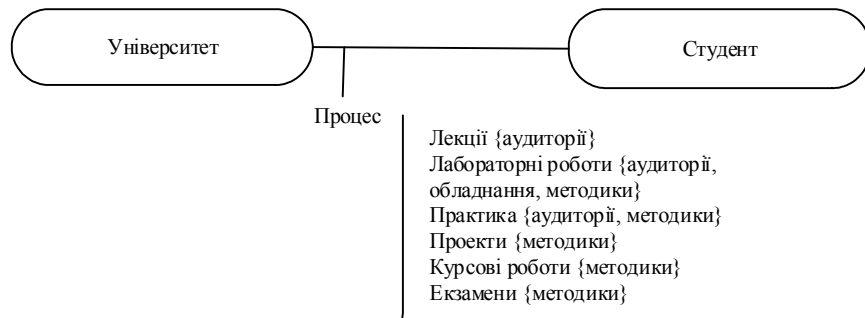 Університет
Студент
Процес
Лекції {аудиторії}
Лабораторні роботи {аудиторії,
обладнання, методики}
Практика {аудиторії, методики}
Проекти {методики}
Курсові роботи {методики}
Екзамени {методики}